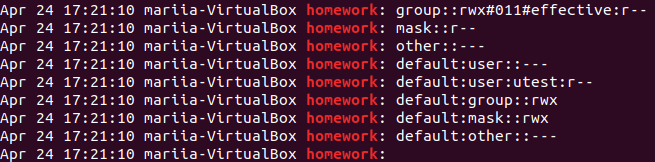 Apr 24 17:21:10 mariia-VirtualBox homework: group::rwx#011#effective:r--
Apr 24 17:21:10 mariia-VirtualBox homework: mask::r--
Apr 24 17:21:10 mariia-VirtualBox homework: other::---
Apr 24 17:21:10 mariia-VirtualBox homework: default:user::---
Apr 24 17:21:10 mariia-VirtualBox homework: default:user:utest:r--
Apr 24 17:21:10 mariia-VirtualBox homework: default:group::rwx
Apr 24 17:21:10 mariia-VirtualBox homework: default:mask::rwx
Apr 24 17:21:10 mariia-VirtualBox homework: default:other::---
Apr 24 17:21:10 mariia-VirtualBox homework: